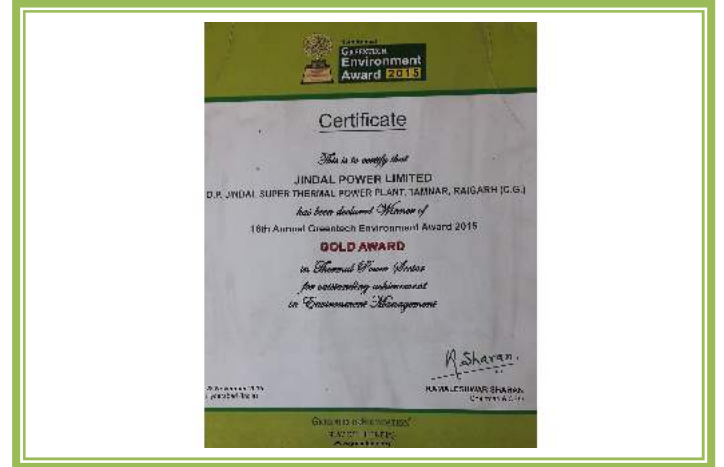 GREENTECH
Environment
Award 2015
Certificate
This is to certify that
JINDAL POWER LIMITED
O.P. JINDAL SUPER THERMAL POWER PLANT, TAMNAR, RAIGARH (C.G.)
has been declared Winner of
16th Annual Greentech Environment Award 2015
GOLD AWARD
in Thermal Power Sector
for outstanding achievement
in Environment Management
K Sharan.
KAMALESHWAR SHARAN
GREENTECH FOUNDATION